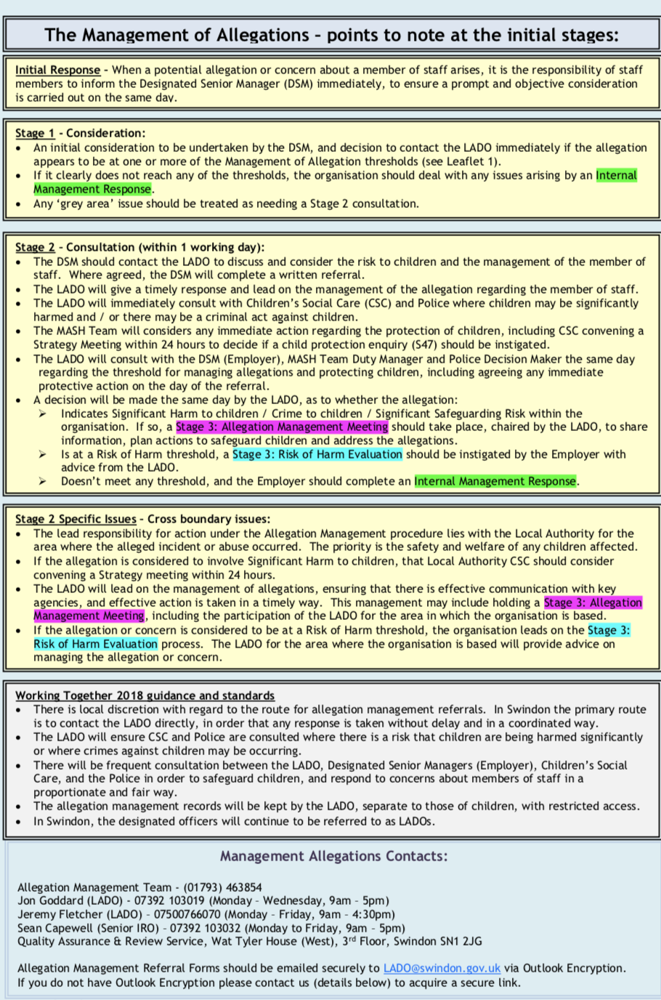 The Management of Allegations – points to note at the initial stages:
Initial Response – When a potential allegation or concern about a member of staff arises, it is the responsibility of staff
members to inform the Designated Senior Manager (DSM) immediately, to ensure a prompt and objective consideration
is carried out on the same day.
Stage 1 - Consideration:
• An initial consideration to be undertaken by the DSM, and decision to contact the LADO immediately if the allegation
appears to be at one or more of the Management of Allegation thresholds (see Leaflet 1).
• If it clearly does not reach any of the thresholds, the organisation should deal with any issues arising by an Internal
Management Response.
• Any ‘grey area’ issue should be treated as needing a Stage 2 consultation.
Stage 2 – Consultation (within 1 working day):
• The DSM should contact the LADO to discuss and consider the risk to children and the management of the member of
staff. Where agreed, the DSM will complete a written referral.
• The LADO will give a timely response and lead on the management of the allegation regarding the member of staff.
• The LADO will immediately consult with Children’s Social Care (CSC) and Police where children may be significantly
harmed and / or there may be a criminal act against children.
• The MASH Team will considers any immediate action regarding the protection of children, including CSC convening a
Strategy Meeting within 24 hours to decide if a child protection enquiry (S47) should be instigated.
• The LADO will consult with the DSM (Employer), MASH Team Duty Manager and Police Decision Maker the same day
regarding the threshold for managing allegations and protecting children, including agreeing any immediate
protective action on the day of the referral.
• A decision will be made the same day by the LADO, as to whether the allegation:
➢ Indicates Significant Harm to children / Crime to children / Significant Safeguarding Risk within the
organisation. If so, a Stage 3: Allegation Management Meeting should take place, chaired by the LADO, to share
information, plan actions to safeguard children and address the allegations.
➢ Is at a Risk of Harm threshold, a Stage 3: Risk of Harm Evaluation should be instigated by the Employer with
advice from the LADO.
➢ Doesn’t meet any threshold, and the Employer should complete an Internal Management Response.
Stage 2 Specific Issues – Cross boundary issues:
• The lead responsibility for action under the Allegation Management procedure lies with the Local Authority for the
area where the alleged incident or abuse occurred. The priority is the safety and welfare of any children affected.
• If the allegation is considered to involve Significant Harm to children, that Local Authority CSC should consider
convening a Strategy meeting within 24 hours.
• The LADO will lead on the management of allegations, ensuring that there is effective communication with key
agencies, and effective action is taken in a timely way. This management may include holding a Stage 3: Allegation
Management Meeting, including the participation of the LADO for the area in which the organisation is based.
• If the allegation or concern is considered to be at a Risk of Harm threshold, the organisation leads on the Stage 3:
Risk of Harm Evaluation process. The LADO for the area where the organisation is based will provide advice on
managing the allegation or concern.
Working Together 2018 guidance and standards
• There is local discretion with regard to the route for allegation management referrals. In Swindon the primary route
is to contact the LADO directly, in order that any response is taken without delay and in a coordinated way.
• The LADO will ensure CSC and Police are consulted where there is a risk that children are being harmed significantly
or where crimes against children may be occurring.
• There will be frequent consultation between the LADO, Designated Senior Managers (Employer), Children’s Social
Care, and the Police in order to safeguard children, and respond to concerns about members of staff in a
proportionate and fair way.
• The allegation management records will be kept by the LADO, separate to those of children, with restricted access.
• In Swindon, the designated officers will continue to be referred to as LADOs.
Management Allegations Contacts:
Allegation Management Team - (01793) 463854
Jon Goddard (LADO) - 07392 103019 (Monday – Wednesday, 9am – 5pm)
Jeremy Fletcher (LADO) – 07500766070 (Monday – Friday, 9am – 4:30pm)
Sean Capewell (Senior IRO) – 07392 103032 (Monday to Friday, 9am – 5pm)
Quality Assurance & Review Service, Wat Tyler House (West), 3rd Floor, Swindon SN1 2JG
Allegation Management Referral Forms should be emailed securely to LADO@swindon.gov.uk via Outlook Encryption.
If you do not have Outlook Encryption please contact us (details below) to acquire a secure link.